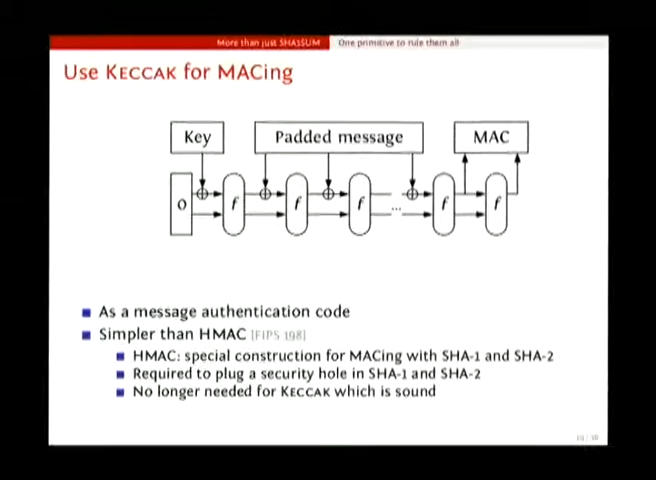 More than just SHA1SUM One primitive to rule them all
Use KECCAK for MACing
Key Padded message MAC
0 f f f ... f f
As a message authentication code
Simpler than HMAC [FIPS 198]
HMAC: special construction for MACing with SHA-1 and SHA-2
Required to plug a security hole in SHA-1 and SHA-2
No longer needed for KECCAK which is sound